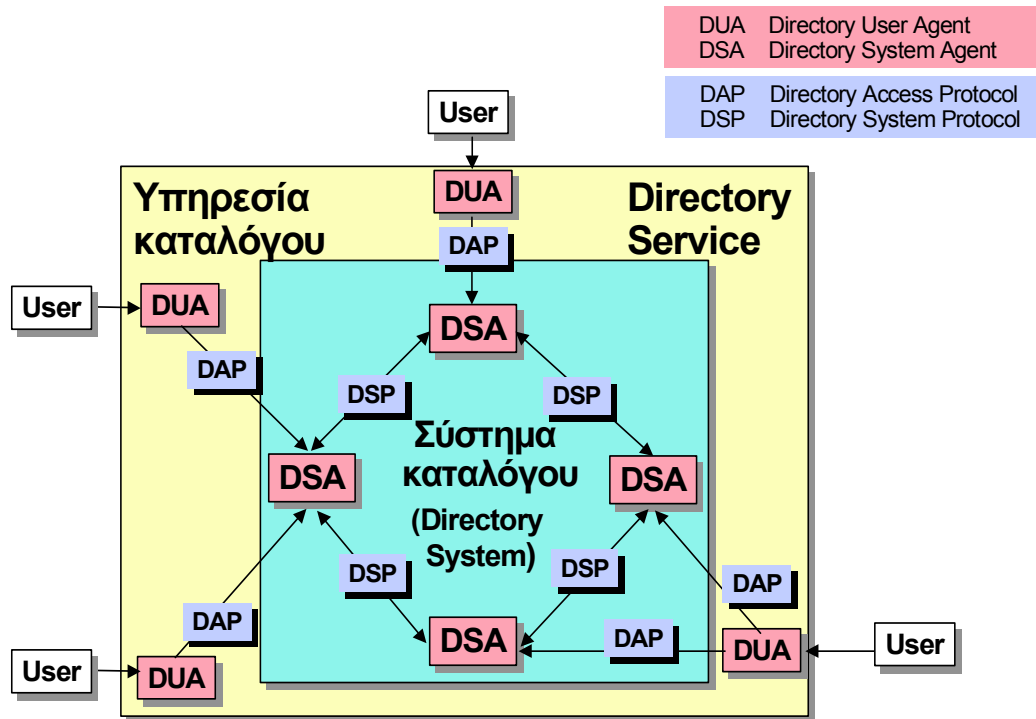 DUA Directory User Agent
DSA Directory System Agent
DAP Directory Access Protocol
DSP Directory System Protocol
User
DUA
Υπηρεσία
καταλόγου
Directory
Service
DAP
User
DUA
DSA
DAP
DSP
DSP
Σύστημα
καταλόγου
DSA
DSA
(Directory
System)
DSP
DSP
DAP
DAP
DSA
DAP
DUA
User
User
DUA